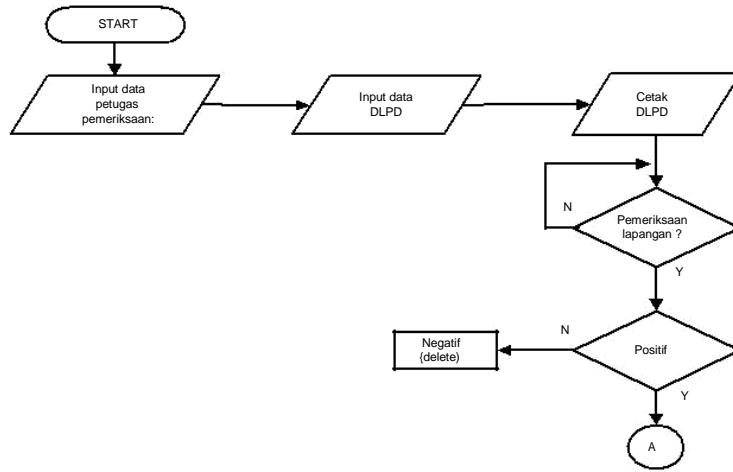 START
Input data
petugas
pemeriksaan:
Input data
DLPD
Cetak
DLPD
N
Pemeriksaan
lapangan ?
Y
N
Negatif
(delete)
Positif
Y
A